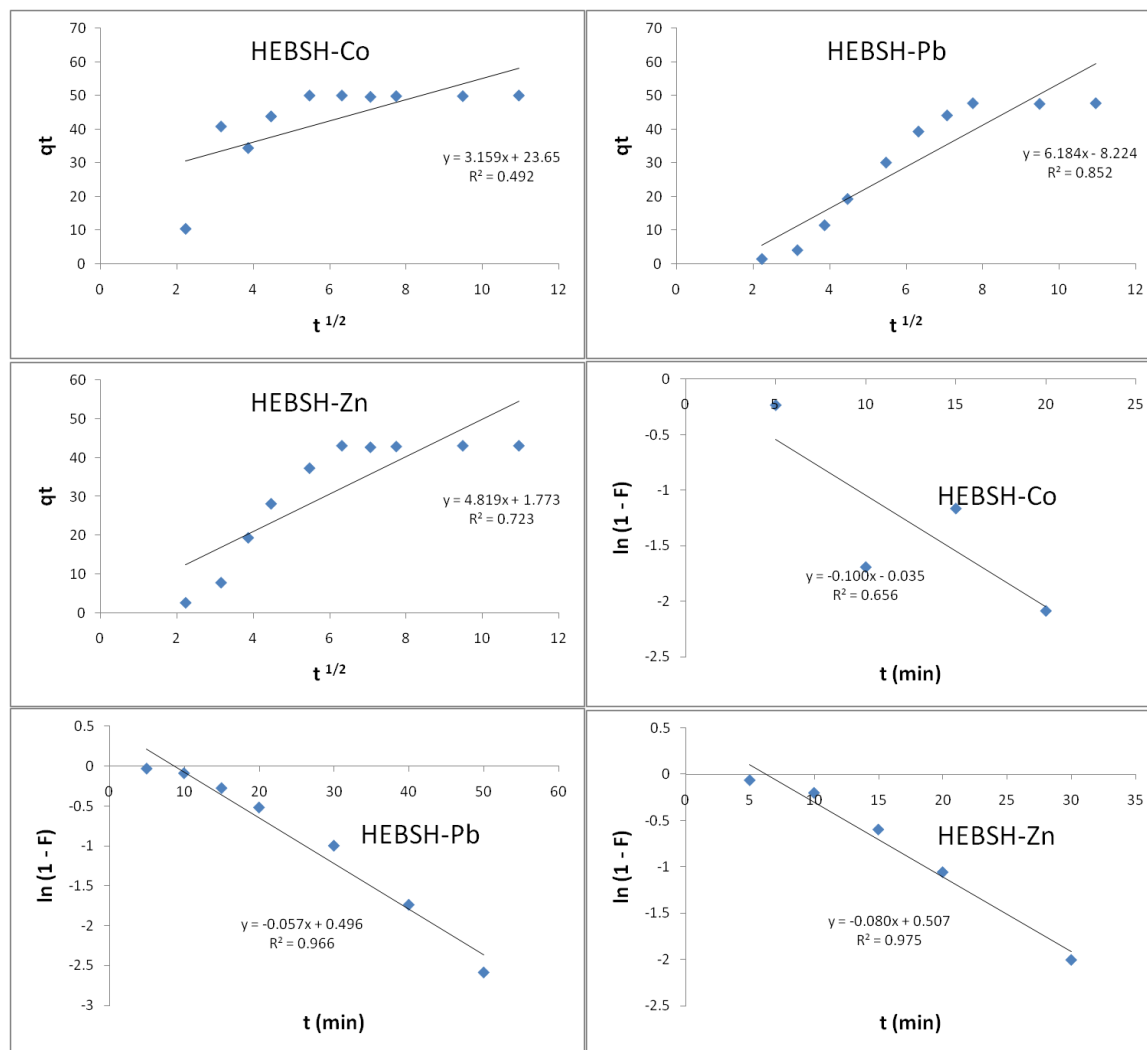 HEBSH-Co
70
60
50
40
30
20
10
0
qt
y = 3.159x + 23.65
R² = 0.492
0 2 4 6 8 10 12
t 1/2
HEBSH-Pb
70
60
50
40
30
20
10
0
qt
y = 6.184x - 8.224
R² = 0.852
0 2 4 6 8 10 12
t 1/2
HEBSH-Zn
60
50
40
30
20
10
0
qt
y = 4.819x + 1.773
R² = 0.723
0 2 4 6 8 10 12
t 1/2
0
0 5 10 15 20 25
-0.5
-1
-1.5
-2
-2.5
ln (1 - F)
HEBSH-Co
y = -0.100x - 0.035
R² = 0.656
t (min)
0.5
0
0 10 20 30 40 50 60
-0.5
-1
-1.5
-2
-2.5
-3
ln (1 - F)
HEBSH-Pb
y = -0.057x + 0.496
R² = 0.966
t (min)
0.5
0
0 5 10 15 20 25 30 35
-0.5
-1
-1.5
-2
-2.5
ln (1 - F)
HEBSH-Zn
y = -0.080x + 0.507
R² = 0.975
t (min)